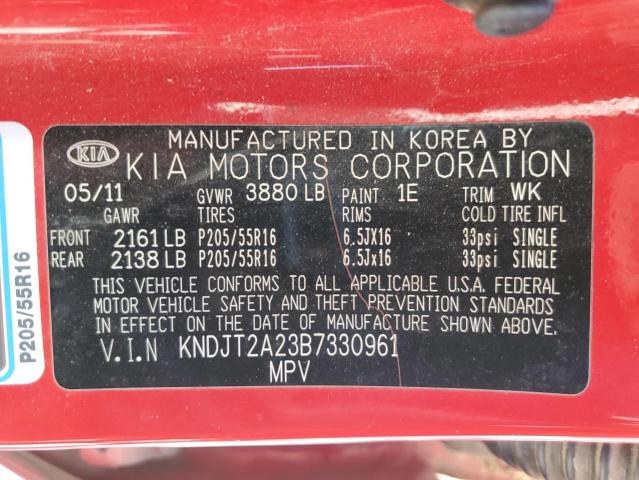 MANUFACTURED IN KOREA BY
KIA KIA MOTORS CORPORATION
05/11 GVWR 3880 LB PAINT 1E TRIM WK
GAWR TIRES RIMS COLD TIRE INFL
FRONT 2161 LB P205/55R16 6.5JX16 33psi SINGLE
REAR 2138 LB P205/55R16 6.5Jx16 33psi SINGLE
THIS VEHICLE CONFORMS TO ALL APPLICABLE U.S.A. FEDERAL
MOTOR VEHICLE SAFETY AND THEFT PREVENTION STANDARDS
IN EFFECT ON THE DATE OF MANUFACTURE SHOWN ABOVE.
V.I.N KNDJT2A23B7330961
MPV
P205/55R16